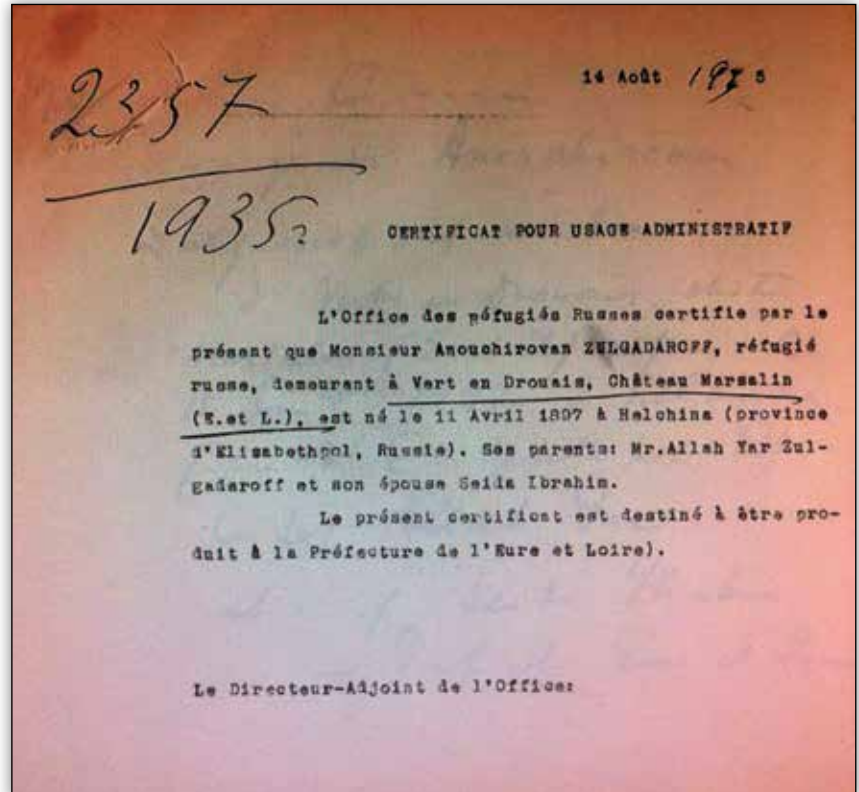 2357
14 Août 1935
1935г
CERTIFICAT POUR USAGE ADMINISTRATIF
L'Office des réfugiés Russes certifie par le
présent que Monsieur Anouchirovan ZULGADAROFF, réfugié
russe, demeurant à Vert en Drouais, Château Marsalin
(E.et L.), est né le 11 Avril 1897 à Helchina (province
d'Elisabethpol, Russie). Ses parents: Mr.Allah Yar Zul-
gadaroff et son épouse Seida Ibrahim.
Le présent certificat est destiné à être pro-
duit à la Préfecture de l'Eure et Loire).
Le Directeur-Adjoint de l'Office: